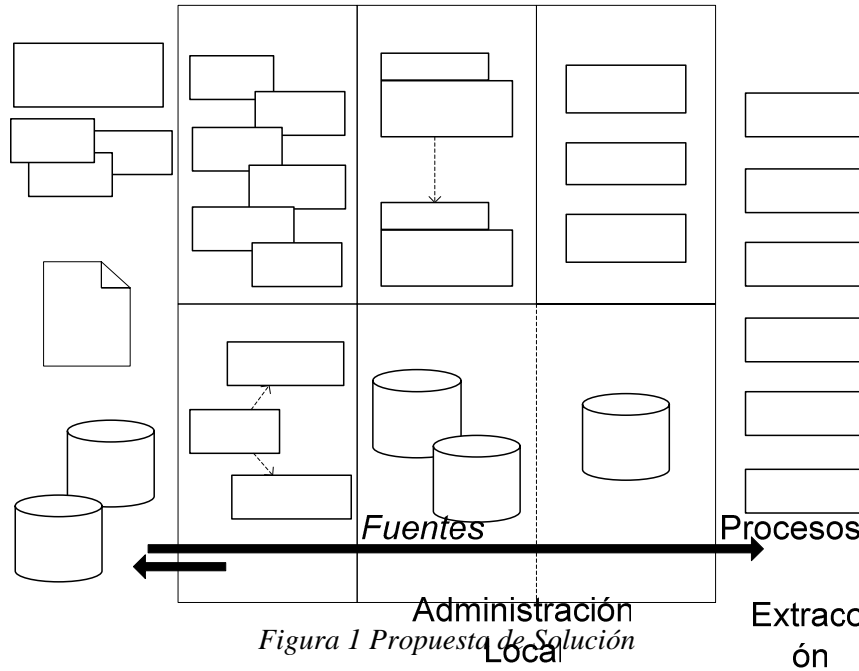 Fuentes
Procesos
Administración
Extracc
Figura 1 Propuesta de Solución
Local
ón